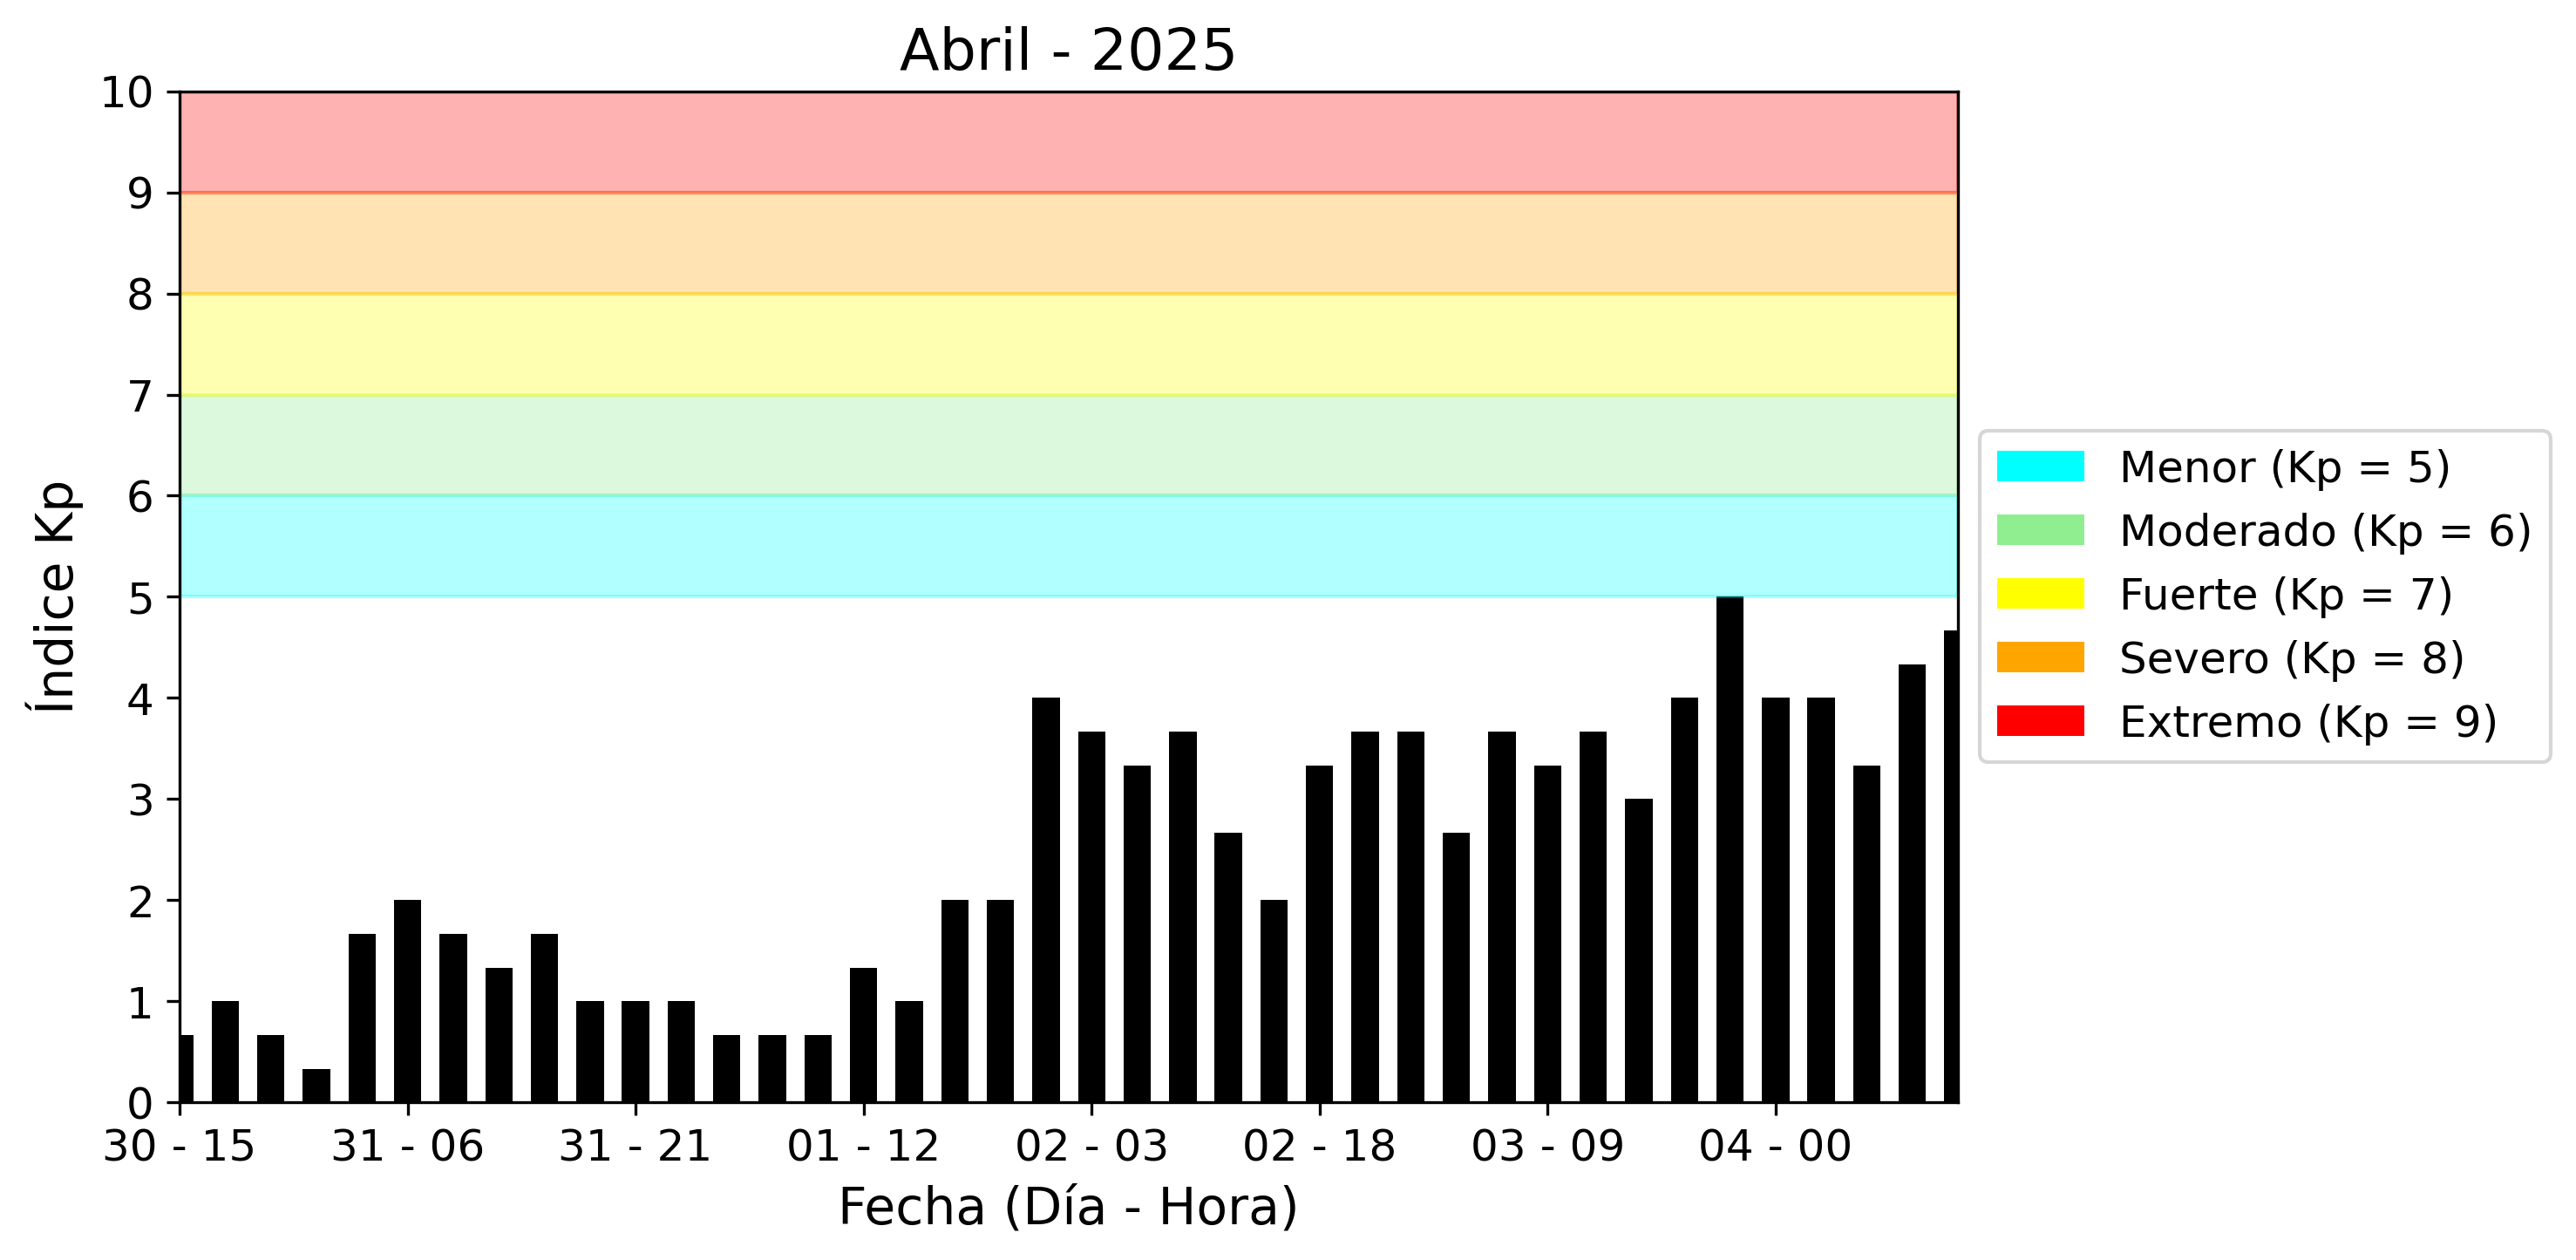 Abril - 2025
10
9
8
7
6
5
4
3
2
1
0
Índice Kp
30 - 15
31 - 06
31 - 21
01 - 12
02 - 03
02 - 18
03 - 09
04 - 00
Fecha (Día - Hora)
Menor (Kp = 5)
Moderado (Kp = 6)
Fuerte (Kp = 7)
Severo (Kp = 8)
Extremo (Kp = 9)